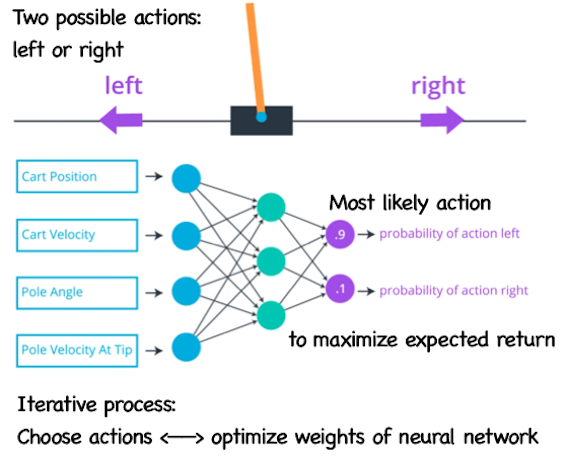 Two possible actions:
left or right
left
right
Cart Position
Cart Velocity
Pole Angle
Pole Velocity At Tip
Most likely action
.9
probability of action left
.1
probability of action right
to maximize expected return
Iterative process:
Choose actions <—> optimize weights of neural network